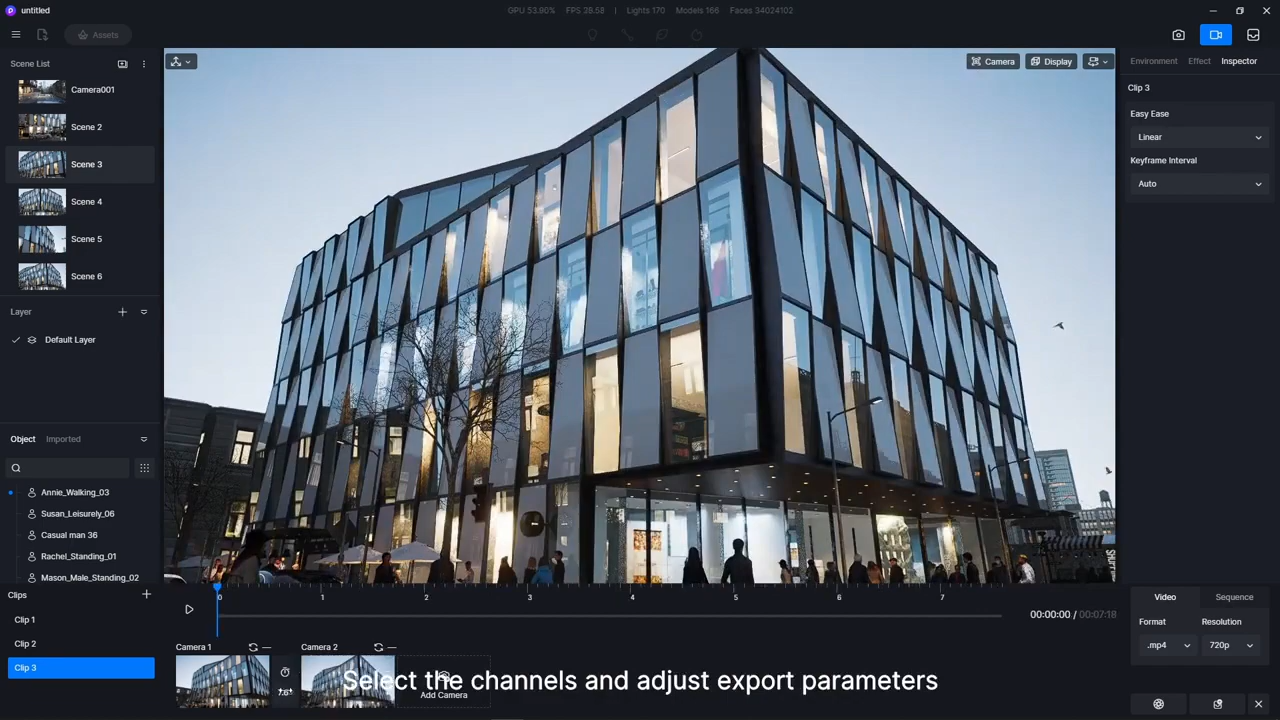 untitled
GPU 53.90% FPS 38.58 | Lights 170 Models 166 Faces 34024102
Assets
Scene List
Camera001
Scene 2
Scene 3
Scene 4
Scene 5
Scene 6
Layer
Default Layer
Object Imported
Annie_Walking_03
Susan_Leisurely_06
Casual man 36
Rachel_Standing_01
Mason_Male_Standing_02
Camera Display
Environment Effect Inspector
Clip 3
Easy Ease
Linear
Keyframe Interval
Auto
Clips
Clip 1
Clip 2
Clip 3
0 1 2 3 4 5 6 7
00:00:00 / 00:07:18
Camera 1 Camera 2
Add Camera
Select the channels and adjust export parameters
Video Sequence
Format Resolution
.mp4 720p